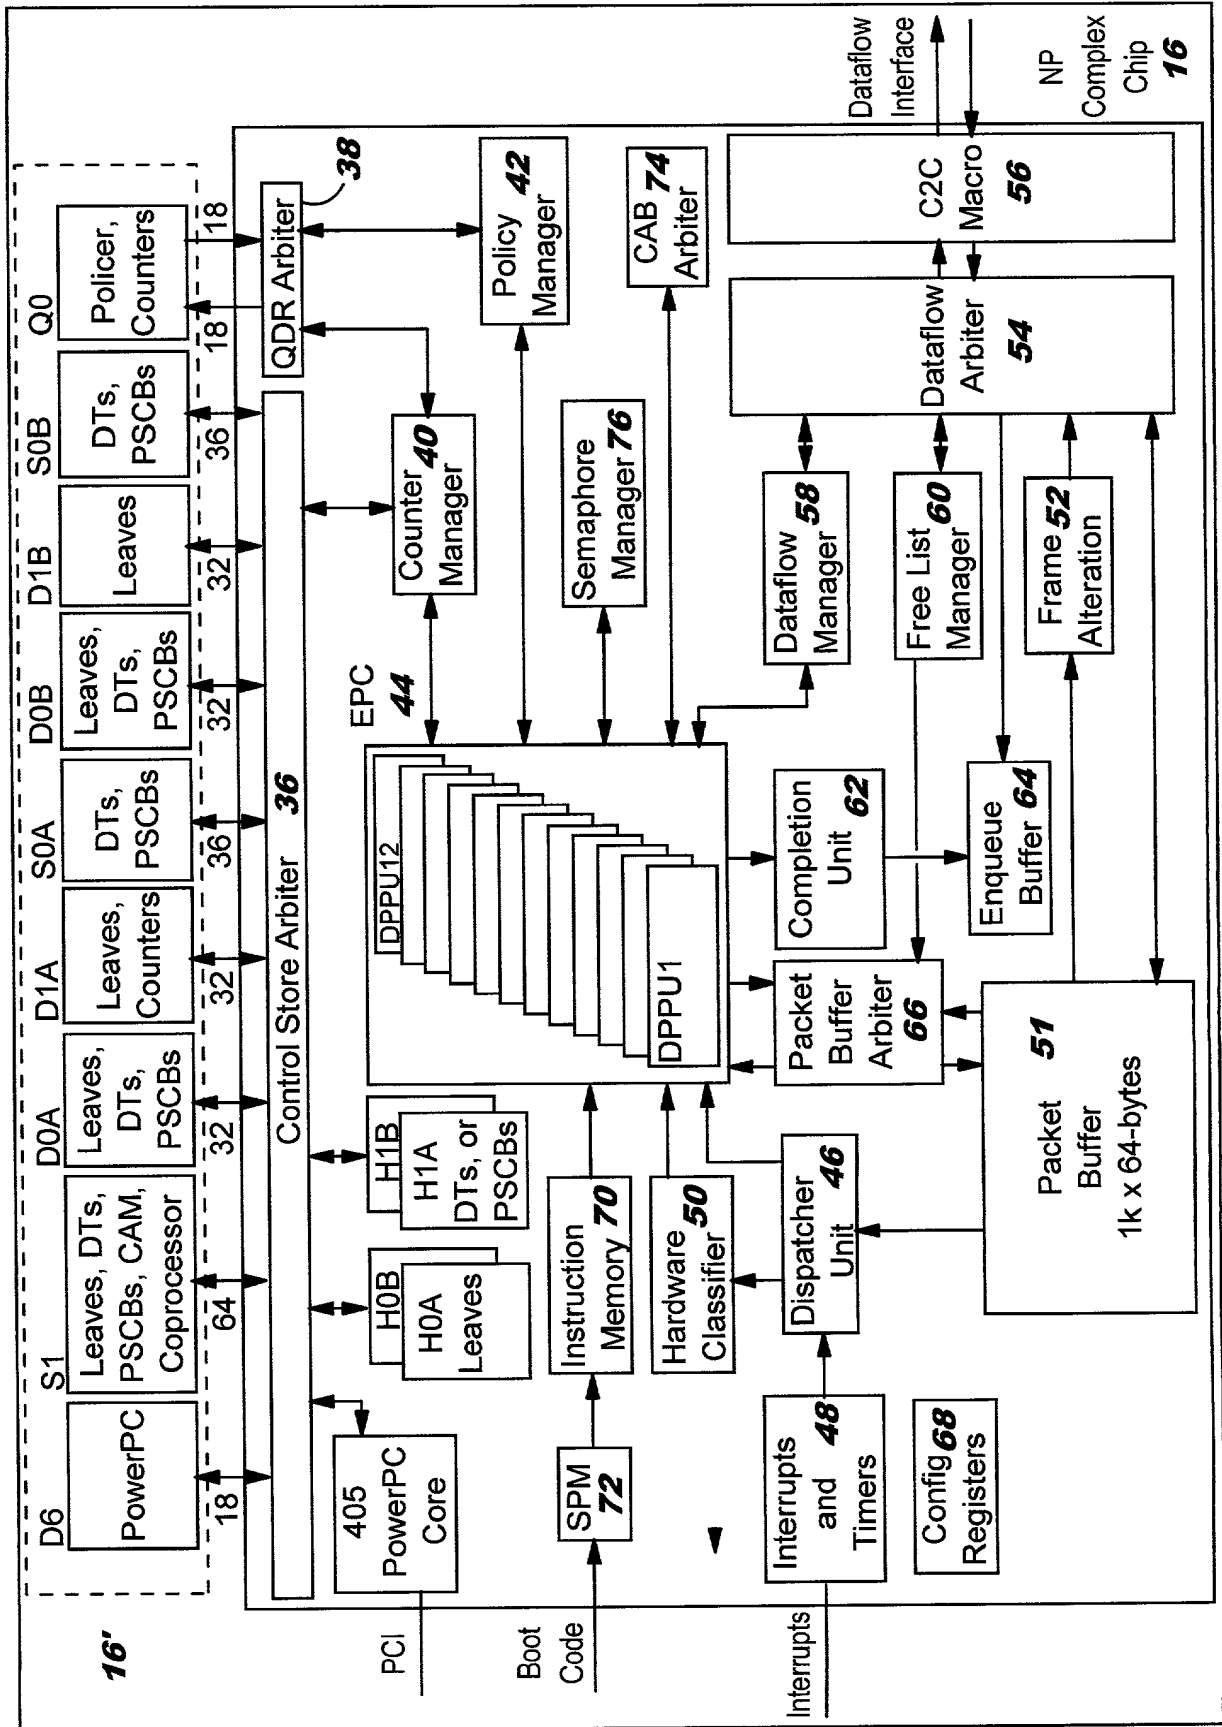 16'
D6
S1
D0A
D1A
S0A
D0B
D1B
S0B
Q0
PowerPC
Leaves, DTs,
PSCBs, CAM,
Coprocessor
Leaves,
DTs,
PSCBs
Leaves,
Counters
DTs,
PSCBs
Leaves,
DTs,
PSCBs
Leaves
DTs,
PSCBs
Policer,
Counters
18
64
32
32
36
32
32
36
18
18
Control Store Arbiter
36
QDR Arbiter
38
PCI
405
PowerPC
Core
H0B
H0A
Leaves
H1B
H1A
DTs, or
PSCBs
EPC
44
DPPU12
DPPU1
Counter
Manager
40
Policy
Manager
42
Boot
Code
SPM
72
Instruction
Memory
70
Semaphore
Manager
76
CAB
Arbiter
74
Hardware
Classifier
50
Interrupts
Interrupts
and
Timers
48
Dispatcher
Unit
46
Packet
Buffer
Arbiter
66
Completion
Unit
62
Dataflow
Manager
58
Free List
Manager
60
Config
Registers
68
Packet
Buffer
1k x 64-bytes
51
Enqueue
Buffer
64
Frame
Alteration
52
Dataflow
Arbiter
54
C2C
Macro
56
Dataflow
Interface
NP
Complex
Chip
16